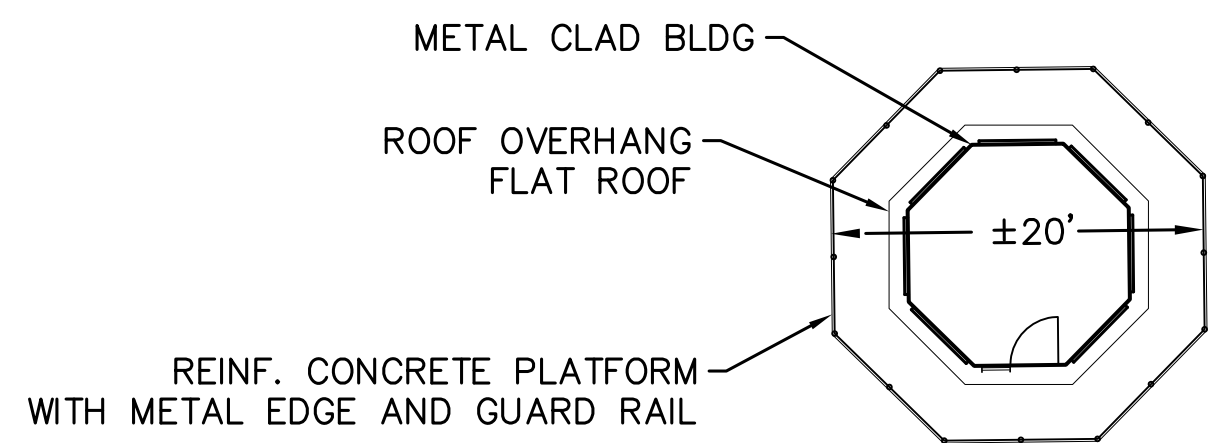 METAL CLAD BLDG
ROOF OVERHANG
FLAT ROOF
±20'
REINF. CONCRETE PLATFORM
WITH METAL EDGE AND GUARD RAIL